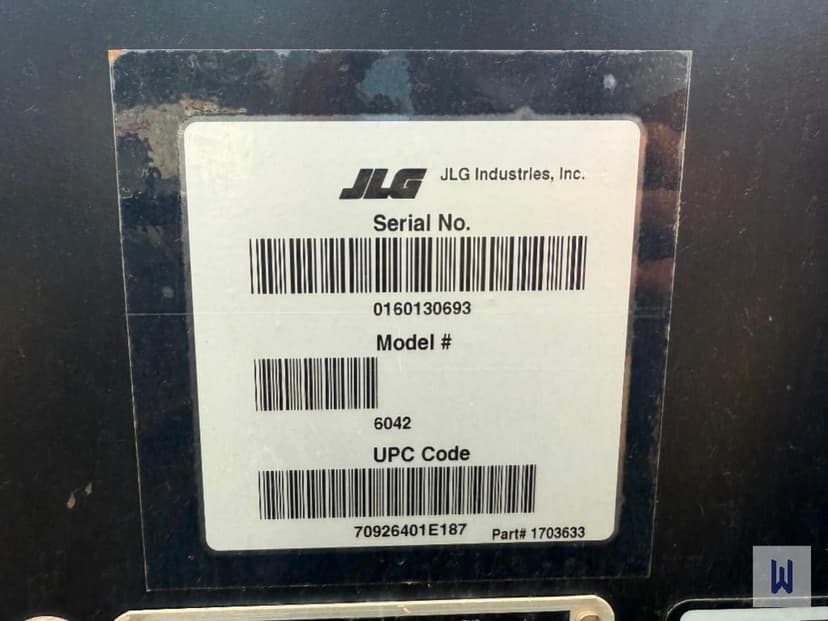 JLG JLG Industries, Inc.
Serial No.
0160130693
Model #
6042
UPC Code
70926401E187 Part# 1703633
W